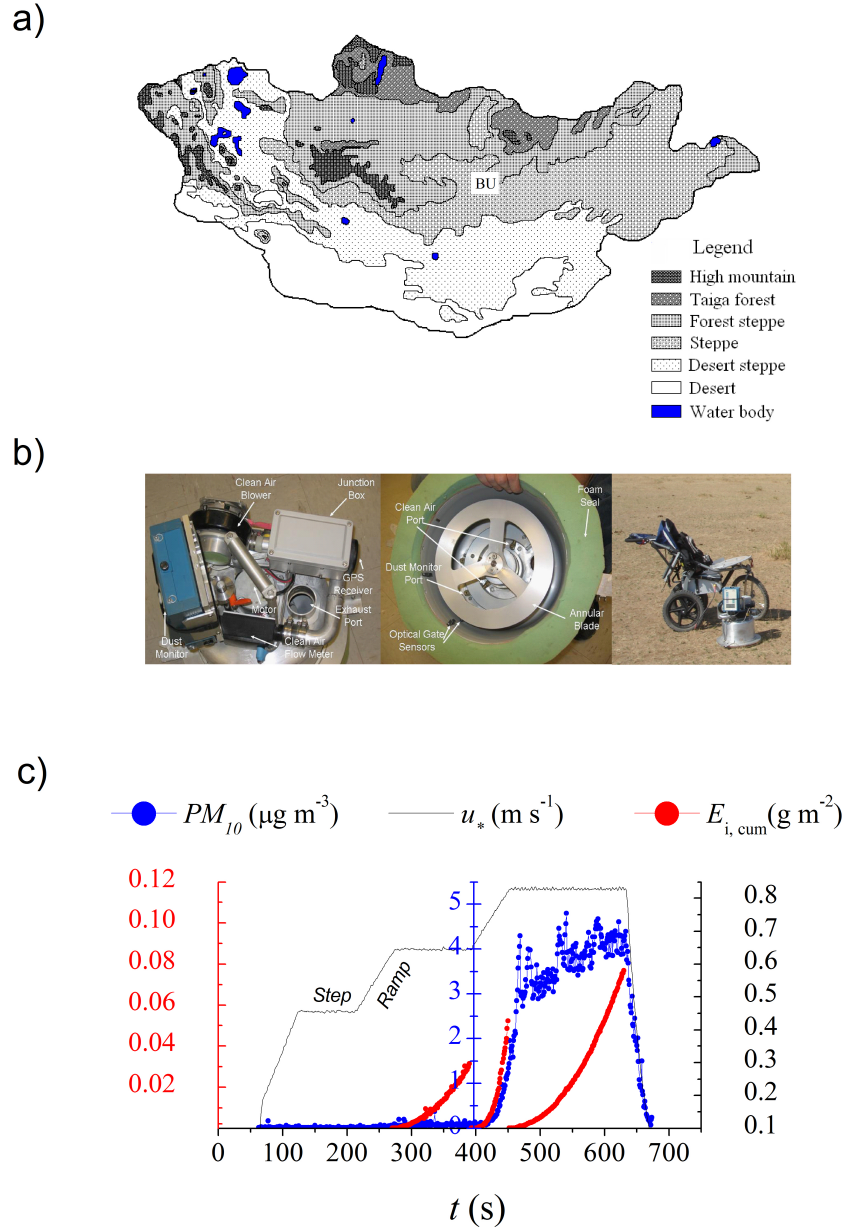 a)
BU
Legend
High mountain
Taiga forest
Forest steppe
Steppe
Desert steppe
Desert
Water body
b)
Clean Air
Blower
Junction
Box
GPS
Receiver
Motor
Exhaust
Port
Dust
Monitor
Clean Air
Flow Meter
Clean Air
Port
Foam
Seal
Dust Monitor
Port
Annular
Blade
Optical Gate
Sensors
c)
PM10 (μg m-3)
u* (m s-1)
Ei, cum(g m-2)
0.12
0.10
0.08
0.06
0.04
0.02
5
4
3
2
1
0
0.8
0.7
0.6
0.5
0.4
0.3
0.2
0.1
Step
Ramp
0 100 200 300 400 500 600 700
t (s)